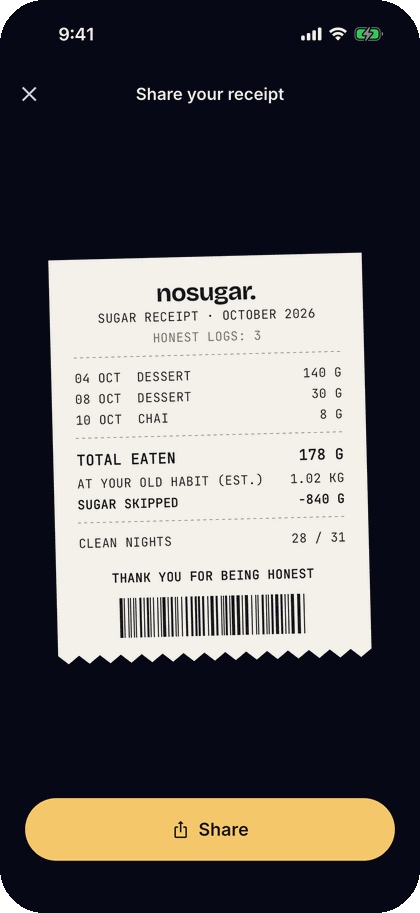 9:41
Share your receipt
nosugar.
SUGAR RECEIPT · OCTOBER 2026
HONEST LOGS: 3
04 OCT DESSERT 140 G
08 OCT DESSERT 30 G
10 OCT CHAI 8 G
TOTAL EATEN 178 G
AT YOUR OLD HABIT (EST.) 1.02 KG
SUGAR SKIPPED -840 G
CLEAN NIGHTS 28 / 31
THANK YOU FOR BEING HONEST
Share